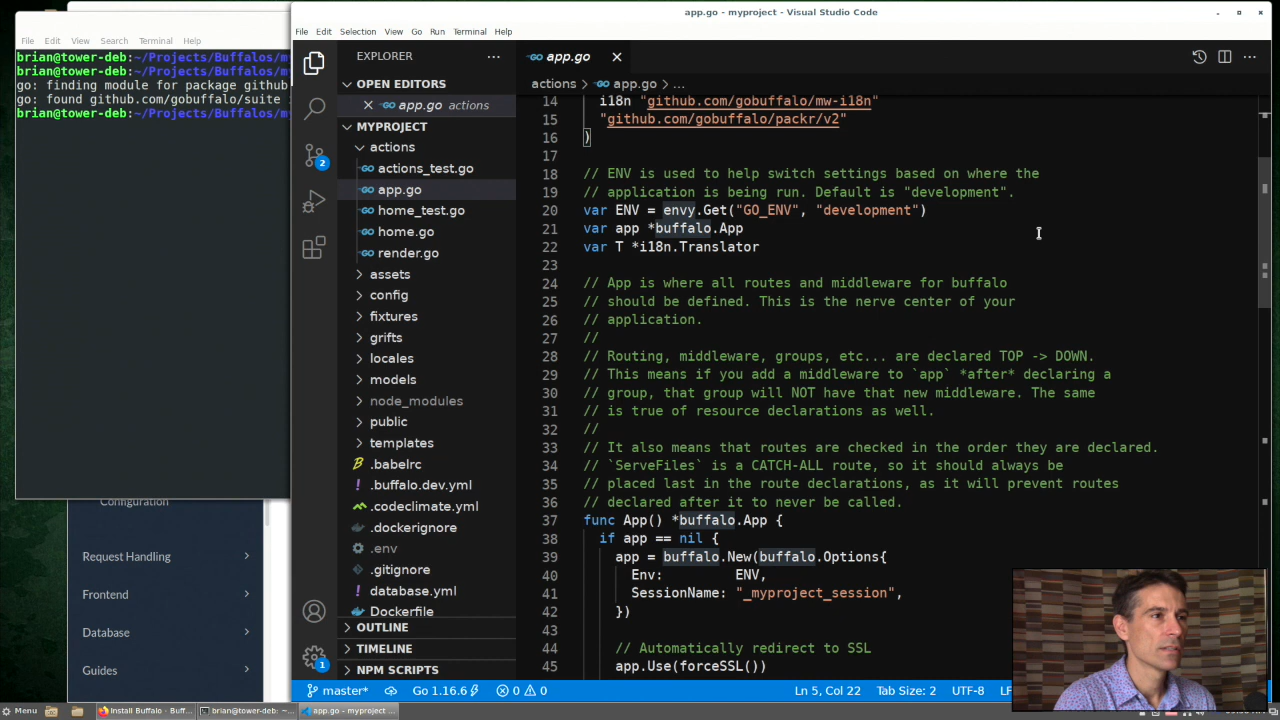 app.go - myproject - Visual Studio Code
File Edit View Search Terminal Help
brian@tower-deb:~/Projects/Buffalos/m
brian@tower-deb:~/Projects/Buffalos/m
go: finding module for package github
go: found github.com/gobuffalo/suite
brian@tower-deb:~/Projects/Buffalos/m
Configuration
Request Handling
Frontend
Database
Guides
File Edit Selection View Go Run Terminal Help
EXPLORER
OPEN EDITORS
app.go actions
MYPROJECT
actions
actions_test.go
app.go
home_test.go
home.go
render.go
assets
config
fixtures
grifts
locales
models
node_modules
public
templates
.babelrc
.buffalo.dev.yml
.codeclimate.yml
.dockerignore
.env
.gitignore
database.yml
Dockerfile
OUTLINE
TIMELINE
NPM SCRIPTS
2
1
app.go
actions > app.go > ...
14 i18n "github.com/gobuffalo/mw-i18n"
15 "github.com/gobuffalo/packr/v2"
16 )
17
18 // ENV is used to help switch settings based on where the
19 // application is being run. Default is "development".
20 var ENV = envy.Get("GO_ENV", "development")
21 var app *buffalo.App
22 var T *i18n.Translator
23
24 // App is where all routes and middleware for buffalo
25 // should be defined. This is the nerve center of your
26 // application.
27 //
28 // Routing, middleware, groups, etc... are declared TOP -> DOWN.
29 // This means if you add a middleware to `app` *after* declaring a
30 // group, that group will NOT have that new middleware. The same
31 // is true of resource declarations as well.
32 //
33 // It also means that routes are checked in the order they are declared.
34 // `ServeFiles` is a CATCH-ALL route, so it should always be
35 // placed last in the route declarations, as it will prevent routes
36 // declared after it to never be called.
37 func App() *buffalo.App {
38 if app == nil {
39 app = buffalo.New(buffalo.Options{
40 Env: ENV,
41 SessionName: "_myproject_session",
42 })
43
44 // Automatically redirect to SSL
45 app.Use(forceSSL())
master* Go 1.16.6 0 0 Ln 5, Col 22 Tab Size: 2 UTF-8 LF
Menu Install Buffalo - Buff... brian@tower-deb: ~... app.go - myproject ...